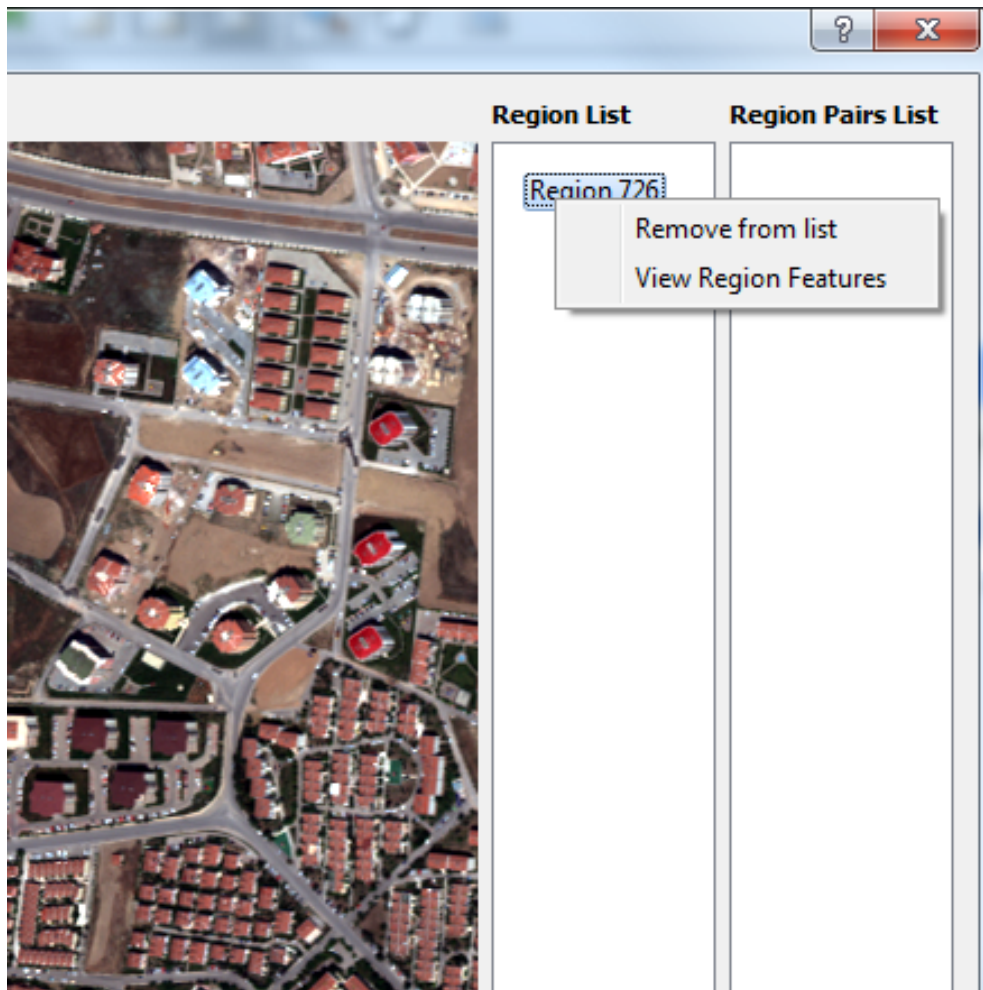 Region List
Region Pairs List
Region 726
Remove from list
View Region Features